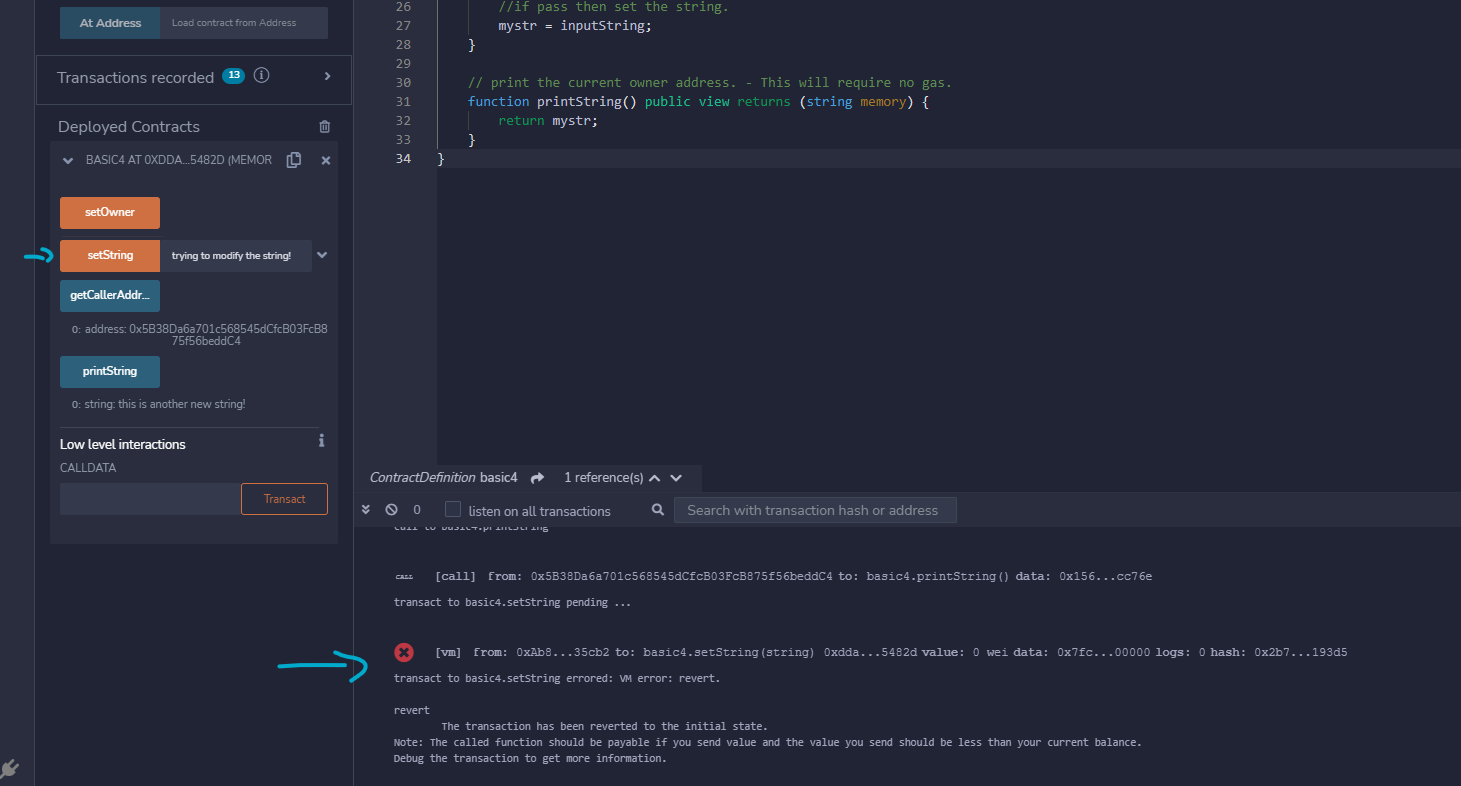 At Address Load contract from Address
Transactions recorded 13 i
Deployed Contracts
BASIC4 AT 0XDDA...5482D (MEMOR
setOwner
setString trying to modify the string!
getCallerAddr...
0: address: 0x5B38Da6a701c568545dCfcB03FcB8
75f56beddC4
printString
0: string: this is another new string!
Low level interactions i
CALLDATA
Transact
26 //if pass then set the string.
27 mystr = inputString;
28 }
29
30 // print the current owner address. - This will require no gas.
31 function printString() public view returns (string memory) {
32 return mystr;
33 }
34 }
ContractDefinition basic4 1 reference(s)
0 listen on all transactions Search with transaction hash or address
call to basic4.printString
CALL [call] from: 0x5B38Da6a701c568545dCfcB03FcB875f56beddC4 to: basic4.printString() data: 0x156...cc76e
transact to basic4.setString pending ...
[vm] from: 0xAb8...35cb2 to: basic4.setString(string) 0xdda...5482d value: 0 wei data: 0x7fc...00000 logs: 0 hash: 0x2b7...193d5
transact to basic4.setString errored: VM error: revert.
revert
The transaction has been reverted to the initial state.
Note: The called function should be payable if you send value and the value you send should be less than your current balance.
Debug the transaction to get more information.